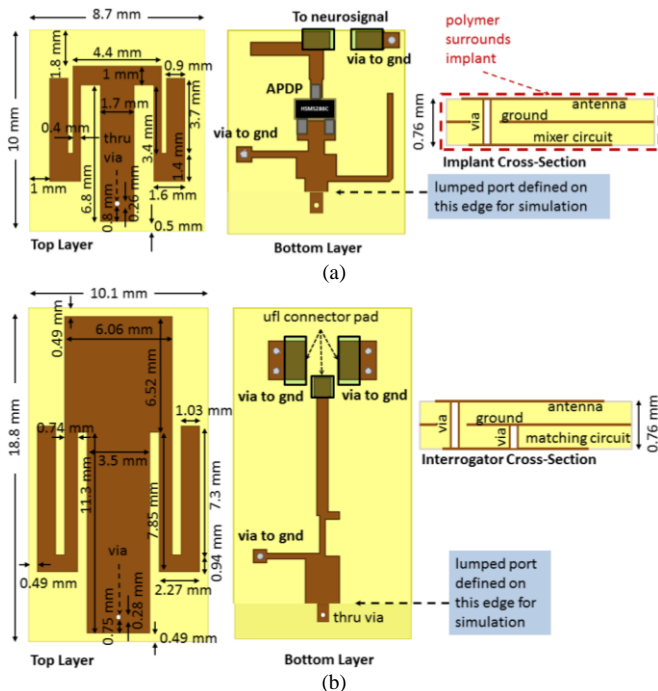 8.7 mm
4.4 mm
1.8 mm
1 mm
0.9 mm
1.7 mm
10 mm
0.4 mm
thru
via
3.4 mm
3.7 mm
1.4 mm
1 mm
6.8 mm
0.8 mm
0.26 mm
1.6 mm
0.5 mm
Top Layer
To neurosignal
via to gnd
APDP
HSMS286C
via to gnd
Bottom Layer
polymer
surrounds
implant
antenna
via
ground
mixer circuit
0.76 mm
Implant Cross-Section
lumped port defined on
this edge for simulation
(a)
10.1 mm
0.49 mm
6.06 mm
6.52 mm
18.8 mm
1.03 mm
0.74 mm
3.5 mm
11.3 mm
7.85 mm
7.3 mm
via
0.94 mm
0.49 mm
0.75 mm
0.28 mm
2.27 mm
0.49 mm
Top Layer
ufl connector pad
via to gnd
via to gnd
via to gnd
thru via
Bottom Layer
antenna
via
ground
via
matching circuit
0.76 mm
Interrogator Cross-Section
lumped port
defined on
this edge for
simulation
(b)